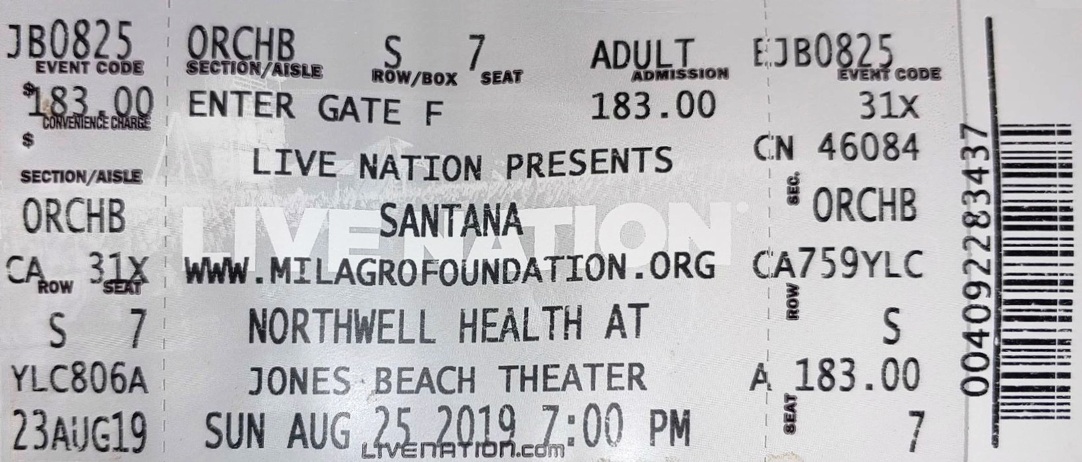 JB0825 ORCHB S 7 ADULT EJB0825
EVENT CODE SECTION/AISLE ROW/BOX SEAT ADMISSION EVENT CODE
$183.00 ENTER GATE F 183.00 31X
CONVENIENCE CHARGE
$
LIVE NATION PRESENTS CN 46084
SECTION/AISLE SEC.
ORCHB SANTANA ORCHB
LIVE NATION
CA 31X WWW.MILAGROFOUNDATION.ORG CA759YLC
ROW SEAT ROW
S 7 NORTHWELL HEALTH AT S
YLC806A JONES BEACH THEATER A 183.00
SEAT
23AUG19 SUN AUG 25 2019 7:00 PM 7
LIVENATION.com
004092283437